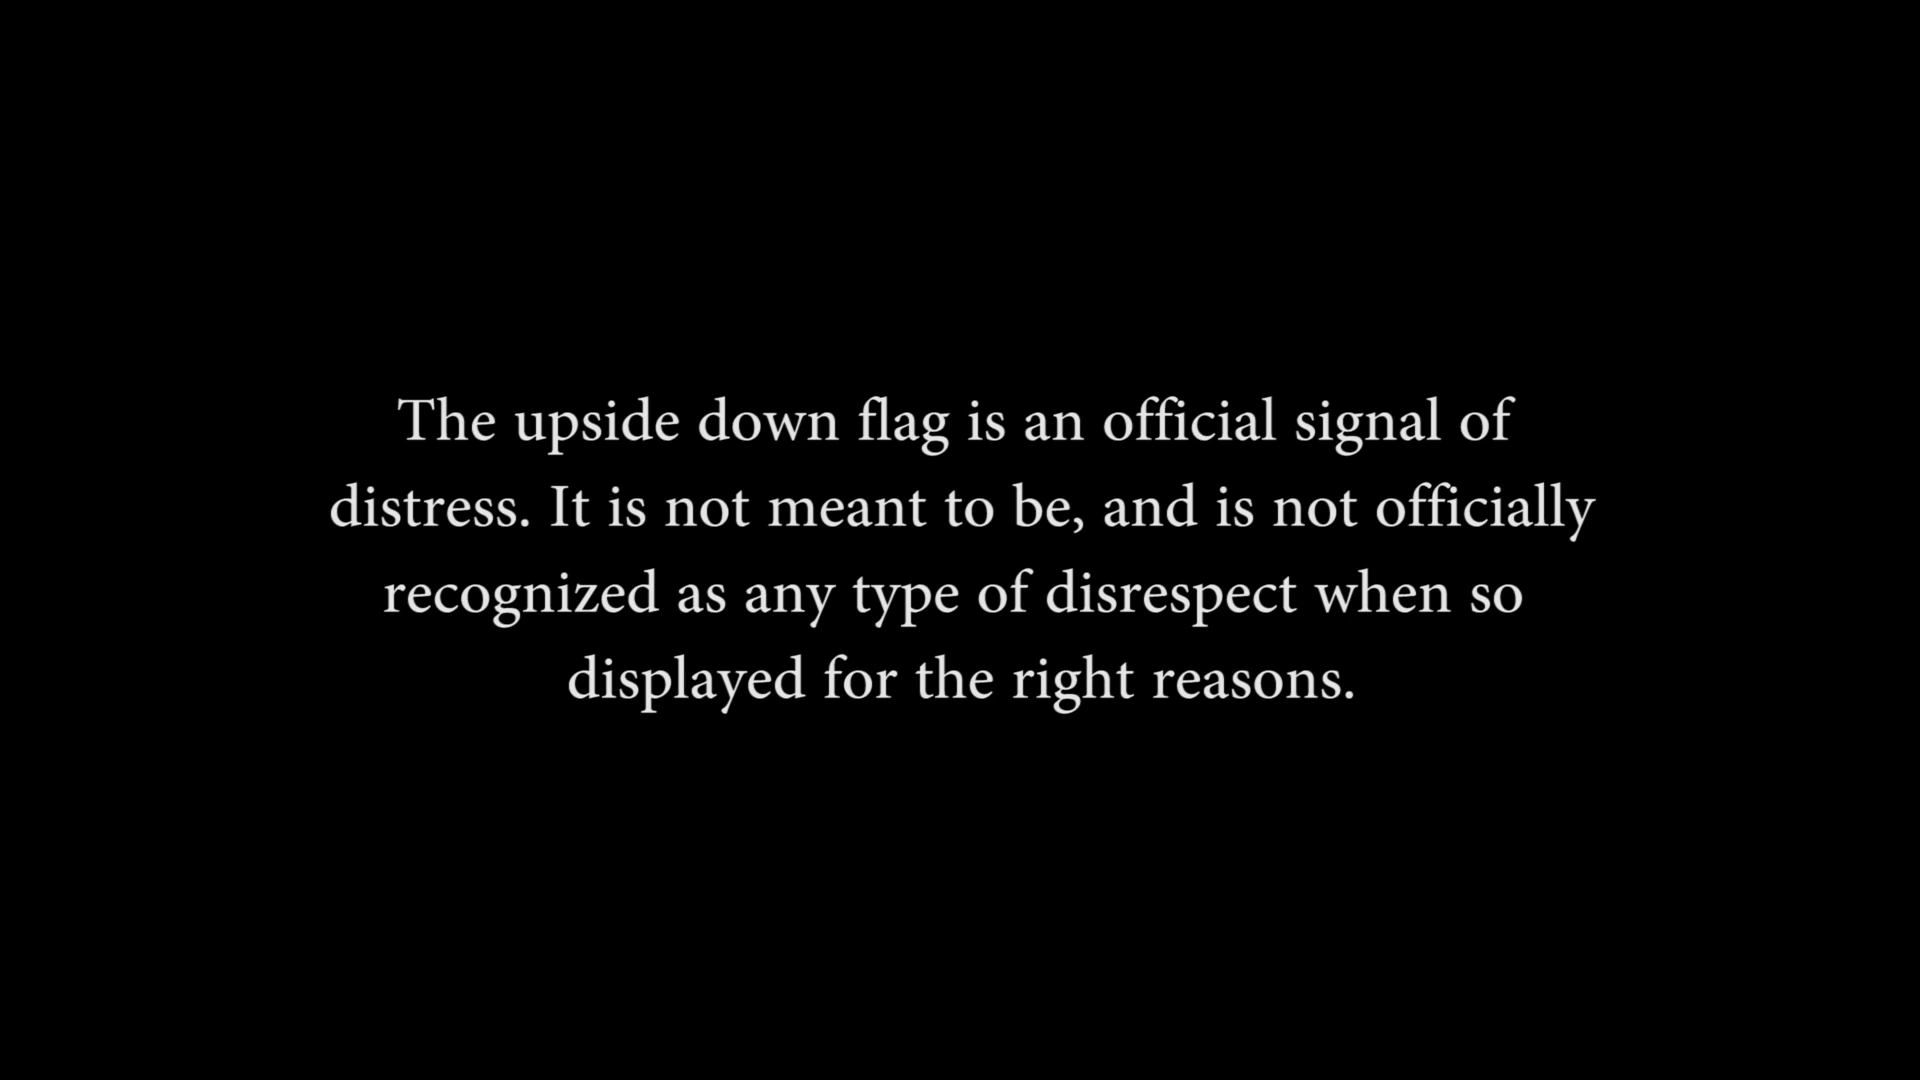 The upside down flag is an official signal of
distress. It is not meant to be, and is not officially
recognized as any type of disrespect when so
displayed for the right reasons.